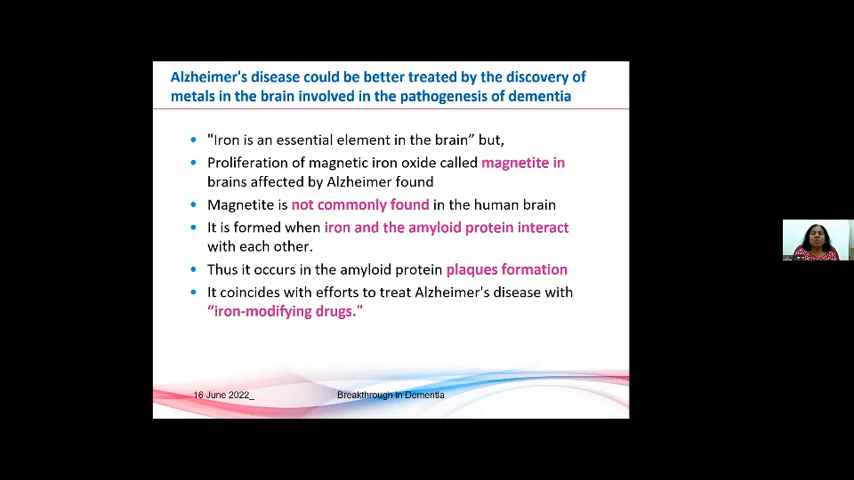 Alzheimer's disease could be better treated by the discovery of
metals in the brain involved in the pathogenesis of dementia
• "Iron is an essential element in the brain” but,
• Proliferation of magnetic iron oxide called magnetite in
brains affected by Alzheimer found
• Magnetite is not commonly found in the human brain
• It is formed when iron and the amyloid protein interact
with each other.
• Thus it occurs in the amyloid protein plaques formation
• It coincides with efforts to treat Alzheimer's disease with
“iron-modifying drugs."
16 June 2022_
Breakthrough In Dementia